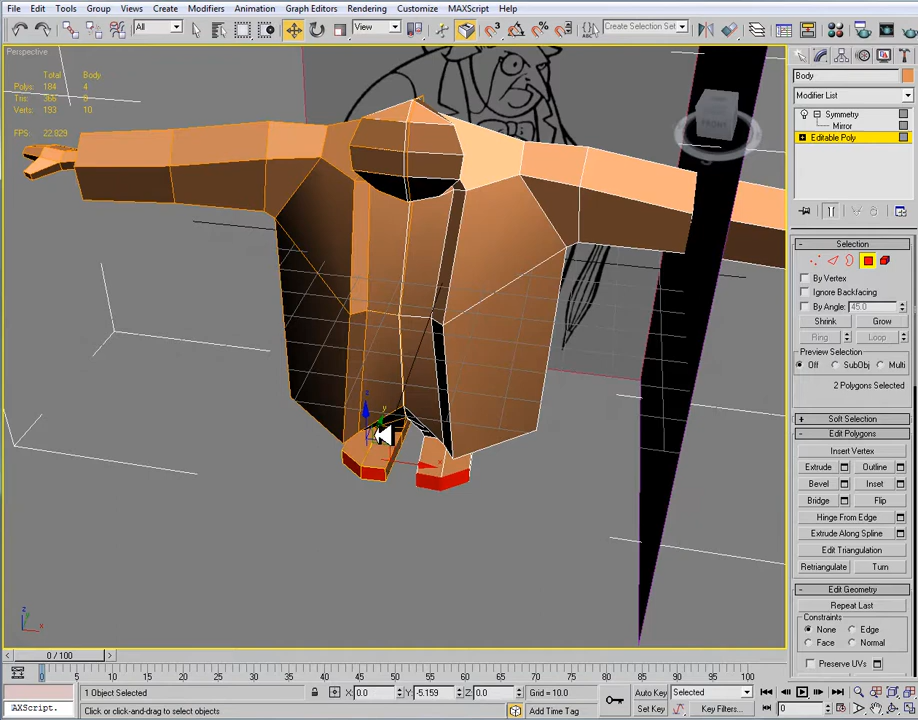 File Edit Tools Group Views Create Modifiers Animation Graph Editors Rendering Customize MAXScript Help
All View Create Selection Set
Perspective
Total Body
Polys: 184 4
Tris: 366
Verts: 193 10
FPS: 22.829
FRONT
Body
Modifier List
Symmetry
Mirror
Editable Poly
Selection
By Vertex
Ignore Backfacing
By Angle: 45.0
Shrink Grow
Ring Loop
Preview Selection
Off SubObj Multi
2 Polygons Selected
Soft Selection
Edit Polygons
Insert Vertex
Extrude Outline
Bevel Inset
Bridge Flip
Hinge From Edge
Extrude Along Spline
Edit Triangulation
Retriangulate Turn
Edit Geometry
Repeat Last
Constraints
None Edge
Face Normal
Preserve UVs
z y x
0 / 100
0 5 10 15 20 25 30 35 40 45 50 55 60 65 70 75 80 85 90 95 100
1 Object Selected X: 0.0 Y: -5.159 Z: 0.0 Grid = 10.0 Auto Key Selected
AXScript. Click or click-and-drag to select objects Add Time Tag Set Key Key Filters... 0